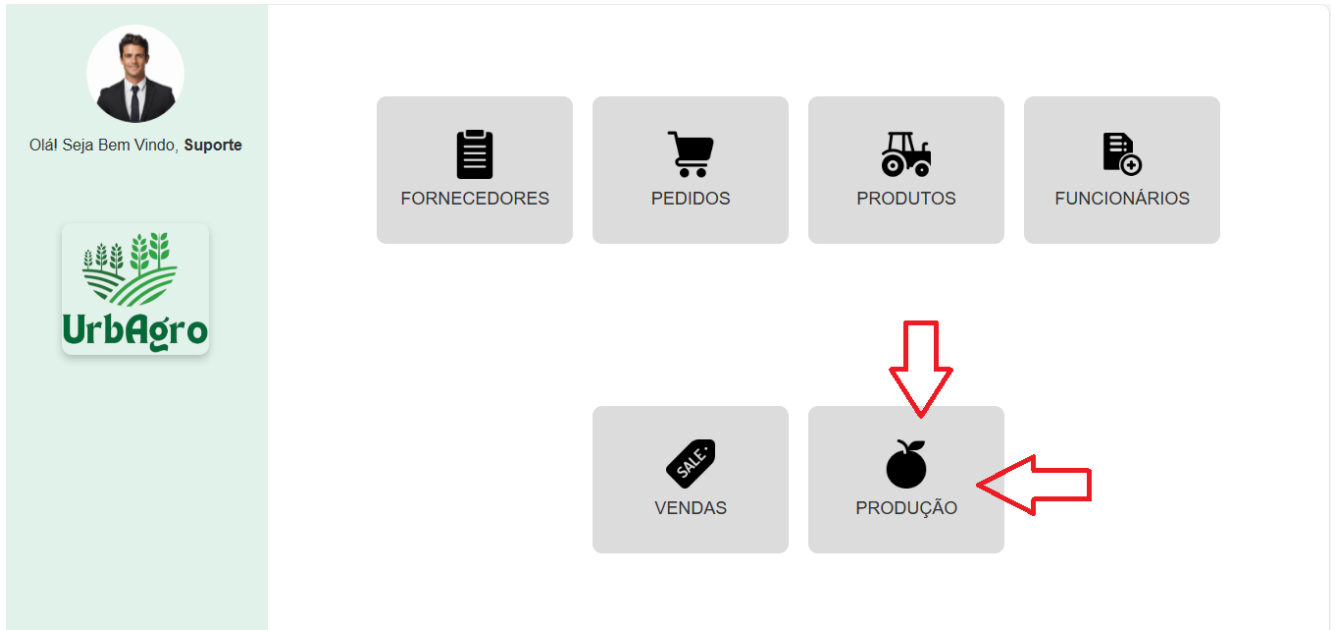 Olá! Seja Bem Vindo, Suporte
UrbAgro
FORNECEDORES
PEDIDOS
PRODUTOS
FUNCIONÁRIOS
SALE
VENDAS
PRODUÇÃO